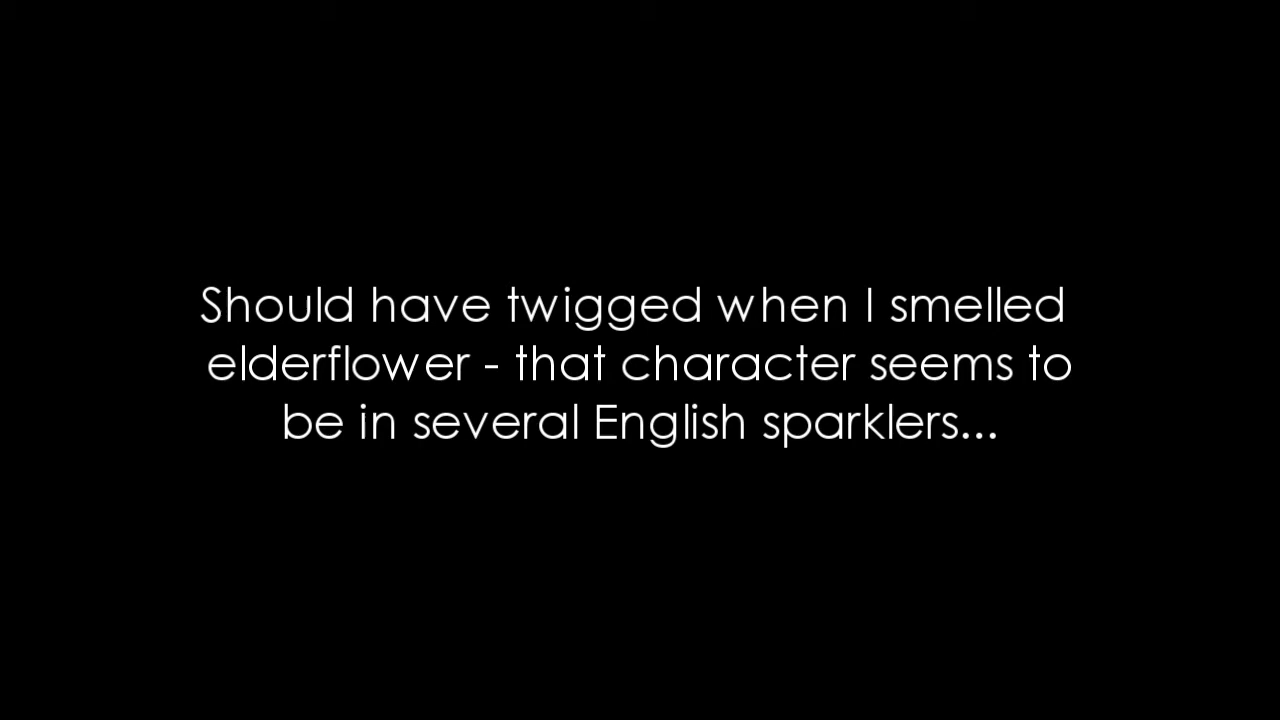 Should have twigged when I smelled
elderflower - that character seems to
be in several English sparklers...